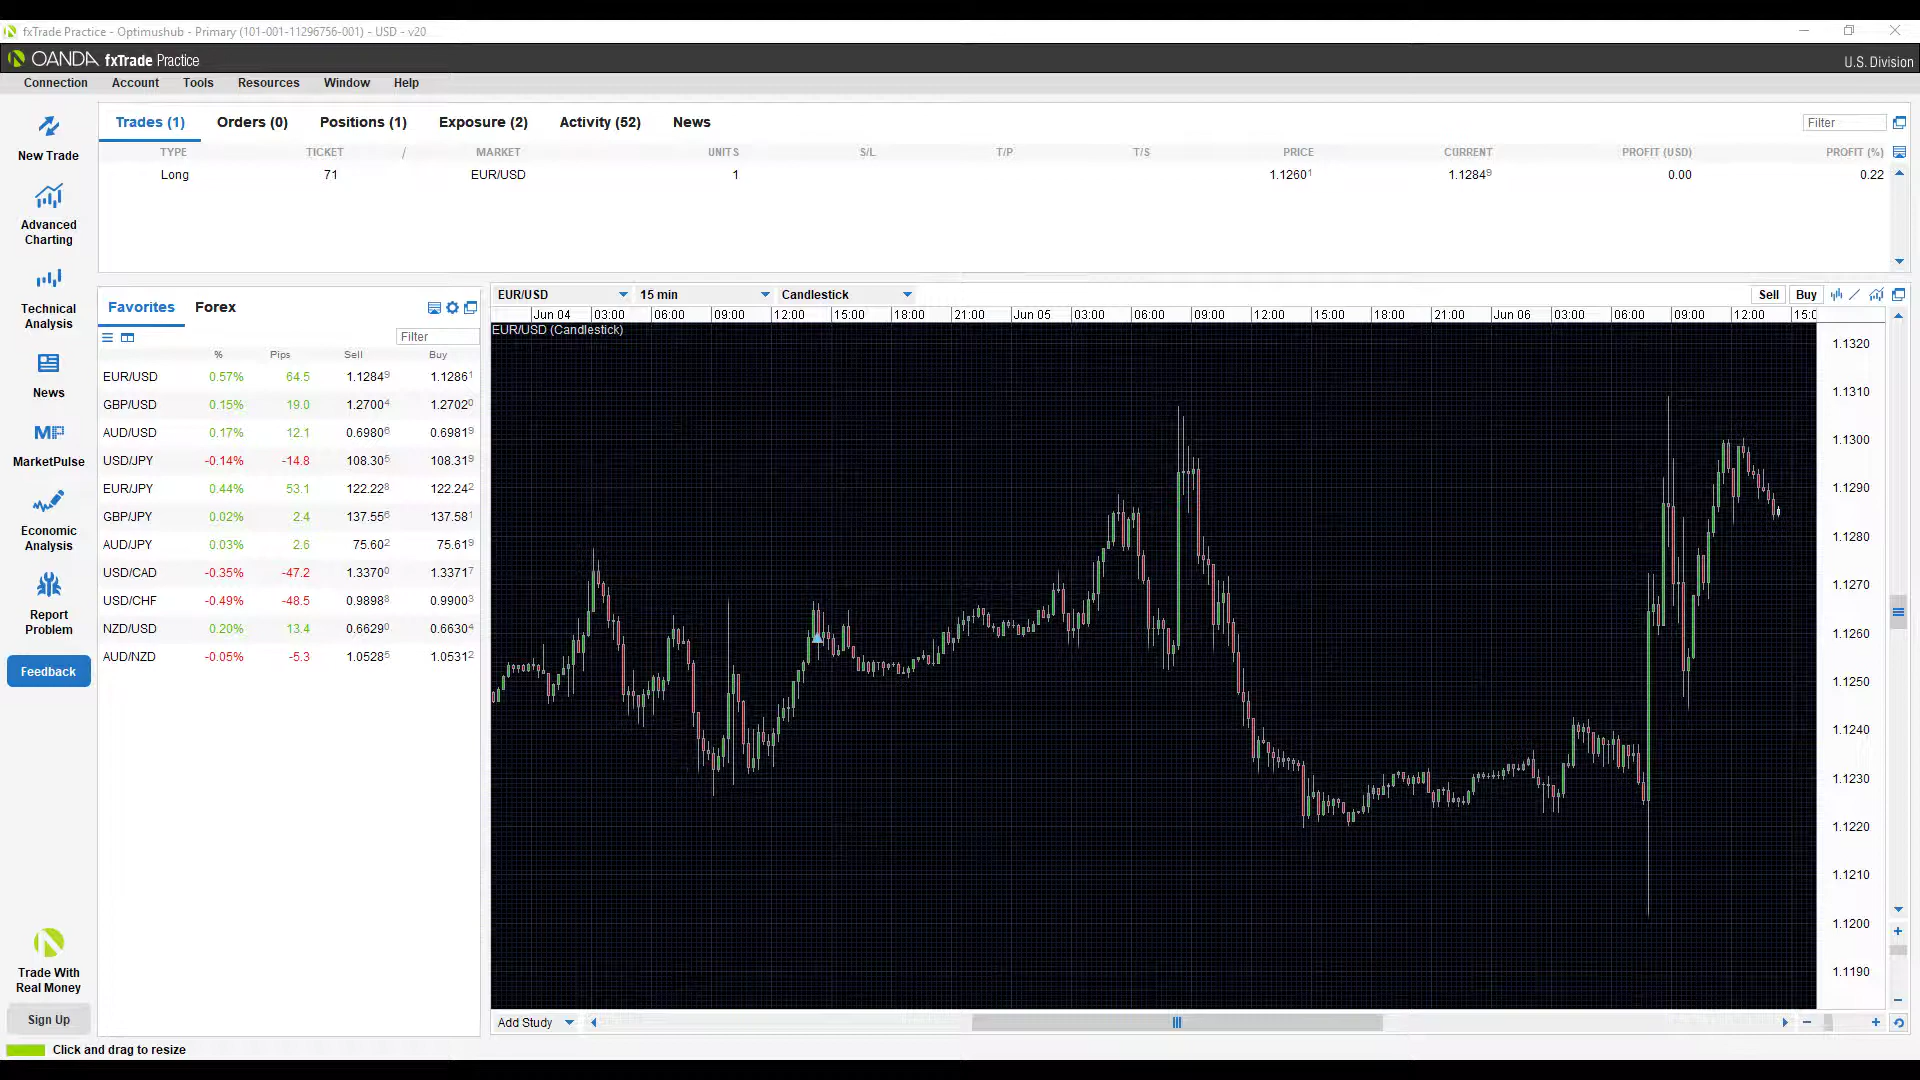 fxTrade Practice - Optimushub - Primary (101-001-11296756-001) - USD - v20
OANDA fxTrade Practice
U.S. Division
Connection Account Tools Resources Window Help
New Trade
Advanced
Charting
Technical
Analysis
News
MarketPulse
Economic
Analysis
Report
Problem
Feedback
Trade With
Real Money
Sign Up
Trades (1) Orders (0) Positions (1) Exposure (2) Activity (52) News Filter
TYPE TICKET / MARKET UNITS S/L T/P T/S PRICE CURRENT PROFIT (USD) PROFIT (%)
Long 71 EUR/USD 1 1.12601 1.12849 0.00 0.22
Favorites Forex
Filter
% Pips Sell Buy
EUR/USD 0.57% 64.5 1.12849 1.12861
GBP/USD 0.15% 19.0 1.27004 1.27020
AUD/USD 0.17% 12.1 0.69806 0.69819
USD/JPY -0.14% -14.8 108.305 108.319
EUR/JPY 0.44% 53.1 122.228 122.242
GBP/JPY 0.02% 2.4 137.556 137.581
AUD/JPY 0.03% 2.6 75.602 75.619
USD/CAD -0.35% -47.2 1.33700 1.33717
USD/CHF -0.49% -48.5 0.98988 0.99003
NZD/USD 0.20% 13.4 0.66290 0.66304
AUD/NZD -0.05% -5.3 1.05285 1.05312
EUR/USD 15 min Candlestick Sell Buy
Jun 04 03:00 06:00 09:00 12:00 15:00 18:00 21:00 Jun 05 03:00 06:00 09:00 12:00 15:00 18:00 21:00 Jun 06 03:00 06:00 09:00 12:00 15:0
EUR/USD (Candlestick)
1.1320
1.1310
1.1300
1.1290
1.1280
1.1270
1.1260
1.1250
1.1240
1.1230
1.1220
1.1210
1.1200
1.1190
Add Study
Click and drag to resize